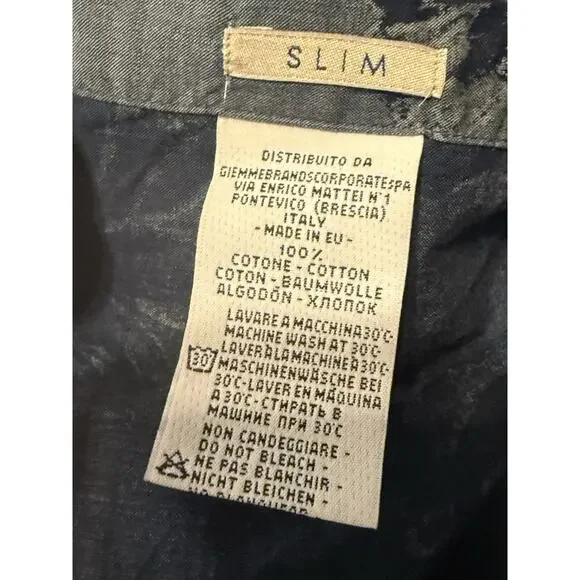 SLIM
DISTRIBUITO DA
GIEMMEBRANDSCORPORATESPA
VIA ENRICO MATTEI N°1
PONTEVICO (BRESCIA)
ITALY
- MADE IN EU -
100%
COTONE - COTTON
COTON - BAUMWOLLE
ALGODÓN - ХЛОПОК
LAVARE A MACCHINA 30°C-
MACHINE WASH AT 30°C-
LAVER À LA MACHINE À 30°C-
30° MASCHINENWÄSCHE BEI
30°C-LAVER EN MÁQUINA
A 30°C-СТИРАТЬ В
МАШИНЕ ПРИ 30°C
NON CANDEGGIARE -
DO NOT BLEACH -
NE PAS BLANCHIR -
NICHT BLEICHEN -